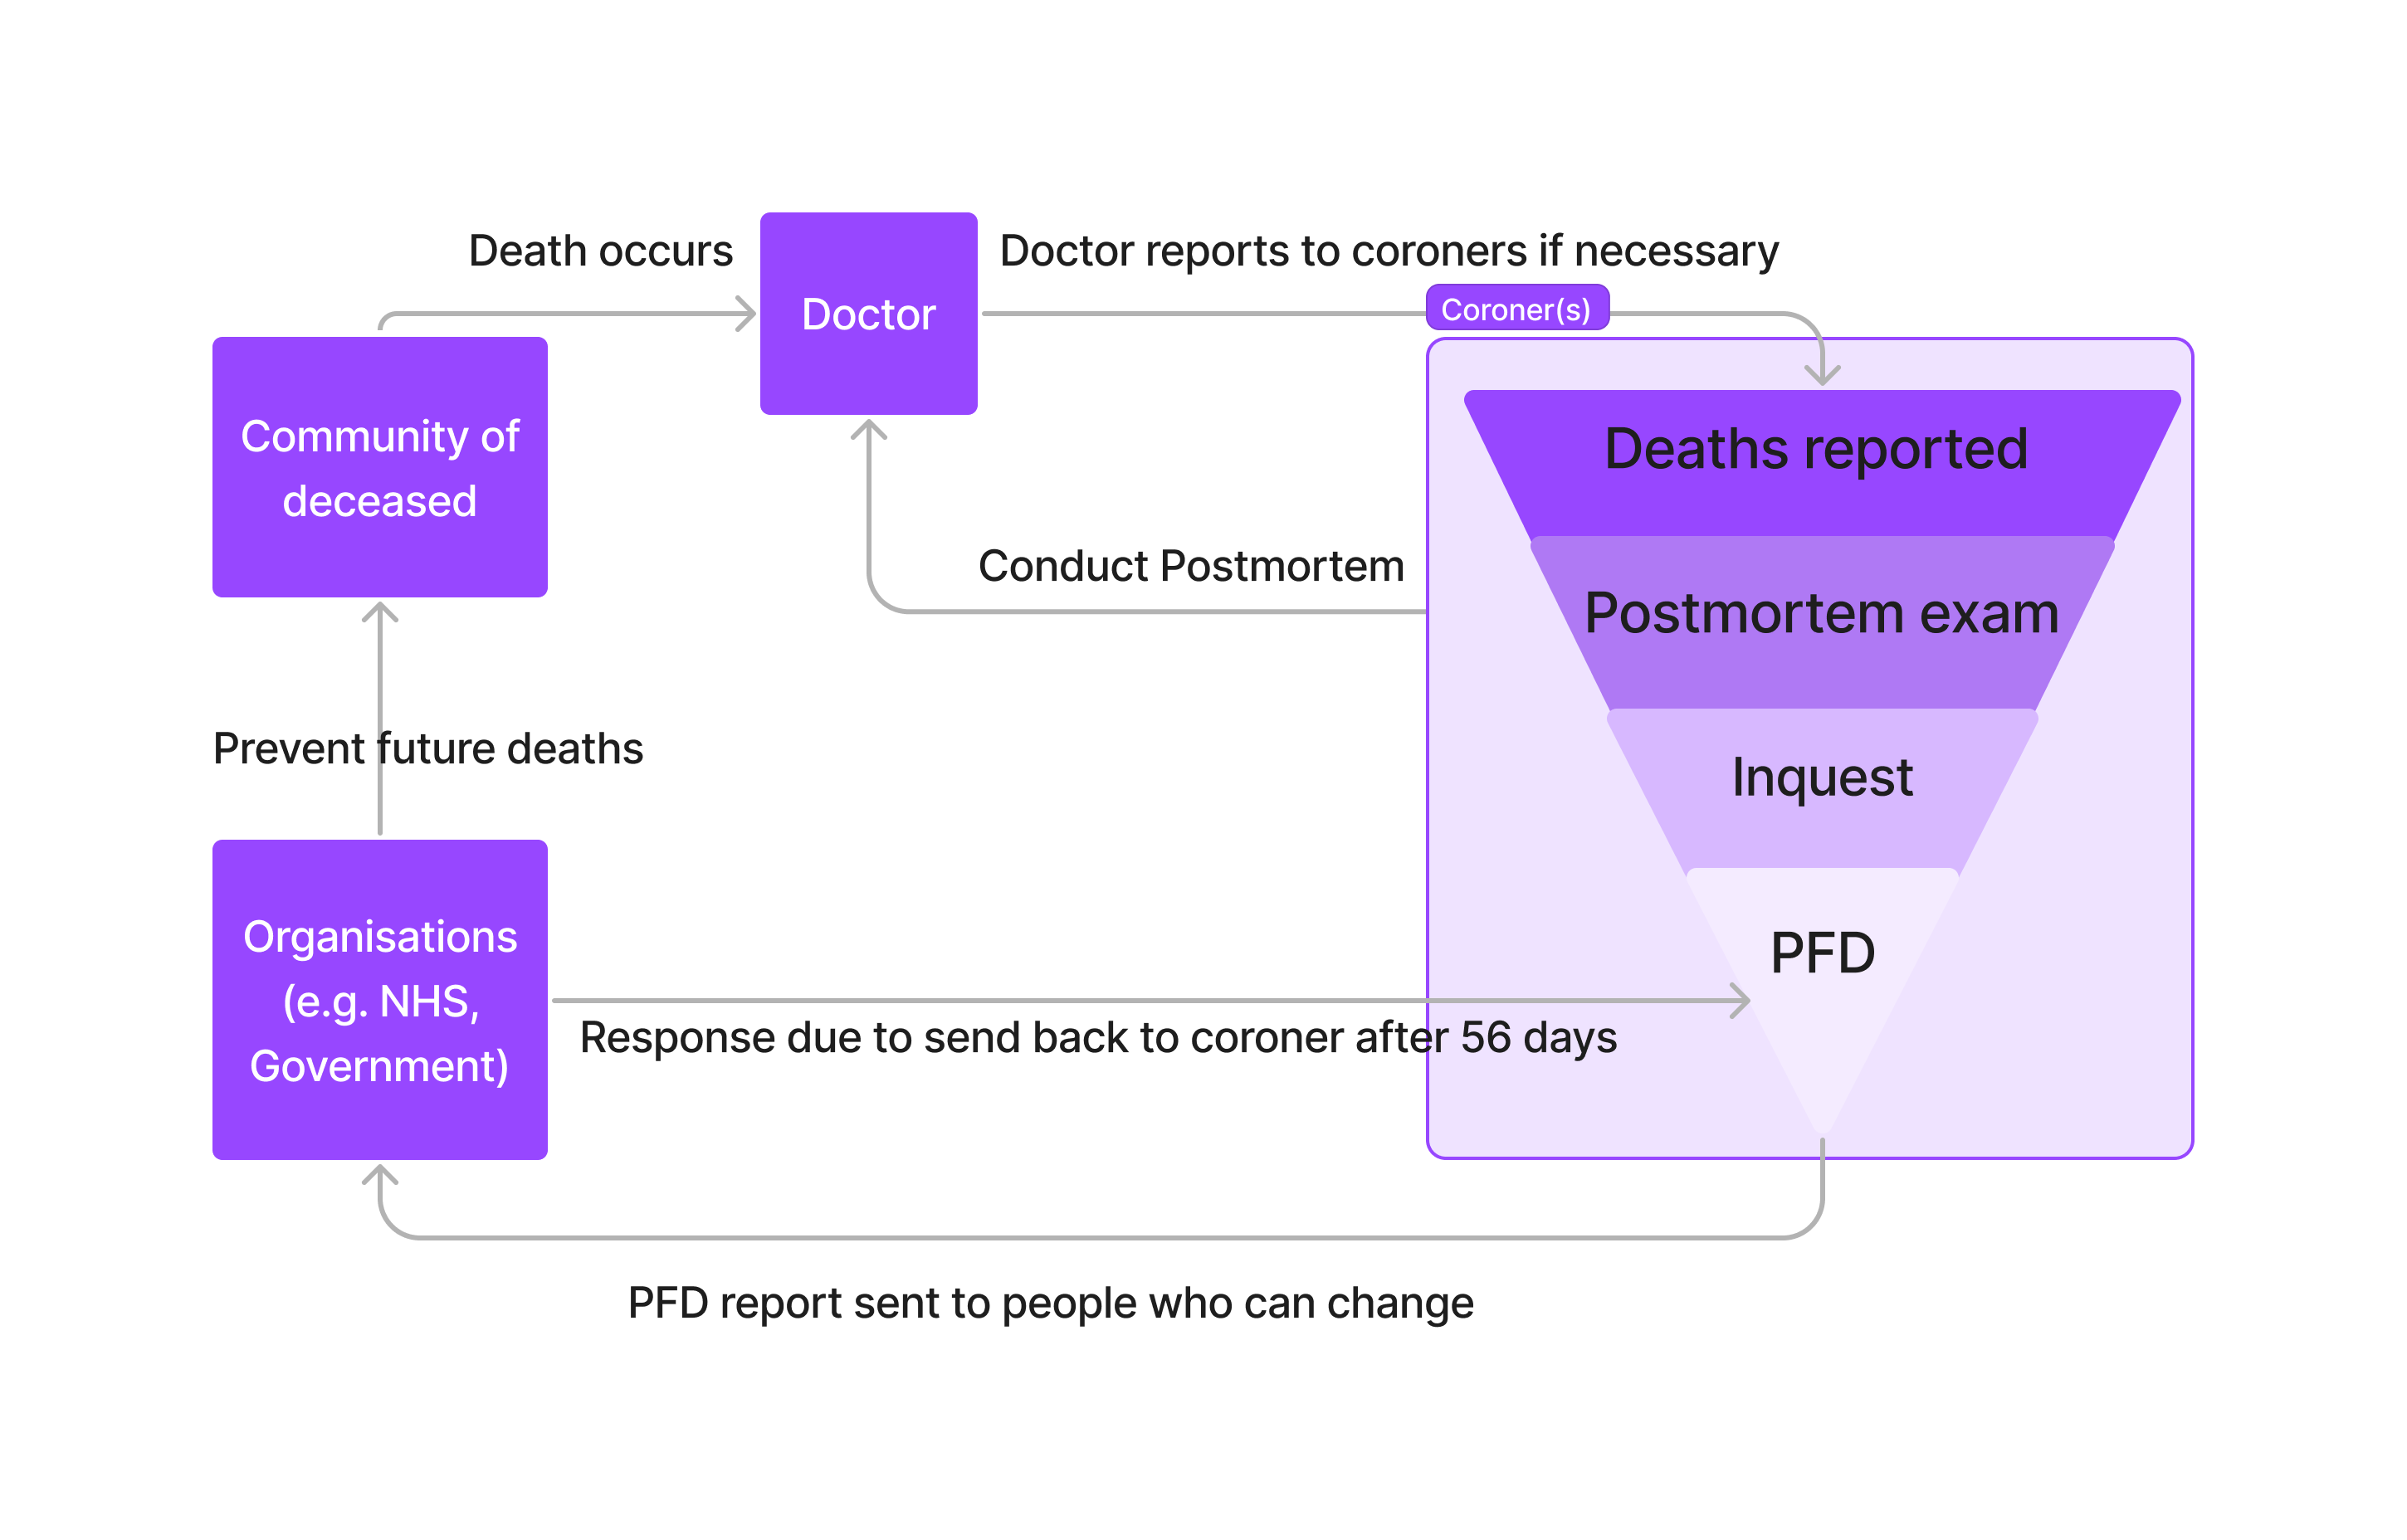 Death occurs
Doctor
Doctor reports to coroners if necessary
Coroner(s)
Community of
deceased
Deaths reported
Conduct Postmortem
Postmortem exam
Prevent future deaths
Inquest
Organisations
(e.g. NHS,
Government)
PFD
Response due to send back to coroner after 56 days
PFD report sent to people who can change